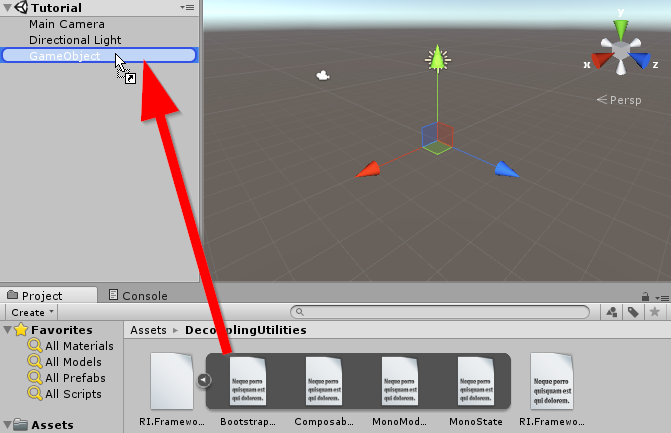 Tutorial
Main Camera
Directional Light
GameObject
y
x
z
Persp
Project
Console
Create
Favorites
All Materials
All Models
All Prefabs
All Scripts
Assets
Assets ▸ DecouplingUtilities
Neque porro
quisquam est
qui dolorem.
Neque porro
quisquam est
qui dolorem.
Neque porro
quisquam est
qui dolorem.
Neque porro
quisquam est
qui dolorem.
Neque porro
quisquam est
qui dolorem.
RI.Framewo...
Bootstrap...
Composab...
MonoMod...
MonoState
RI.Framewo...